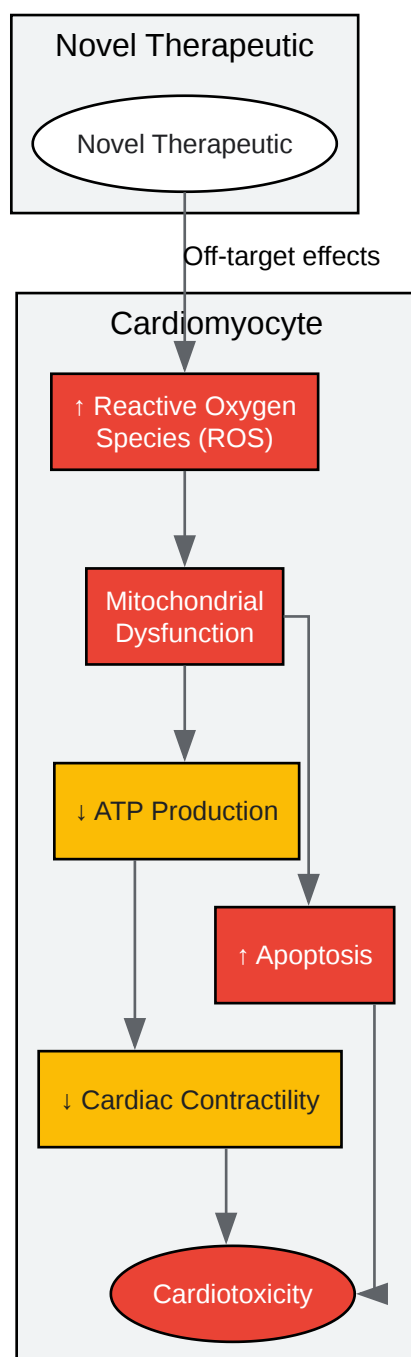 Novel Therapeutic
Novel Therapeutic
Off-target effects
Cardiomyocyte
↑ Reactive Oxygen
Species (ROS)
Mitochondrial
Dysfunction
↓ ATP Production
↑ Apoptosis
↓ Cardiac Contractility
Cardiotoxicity